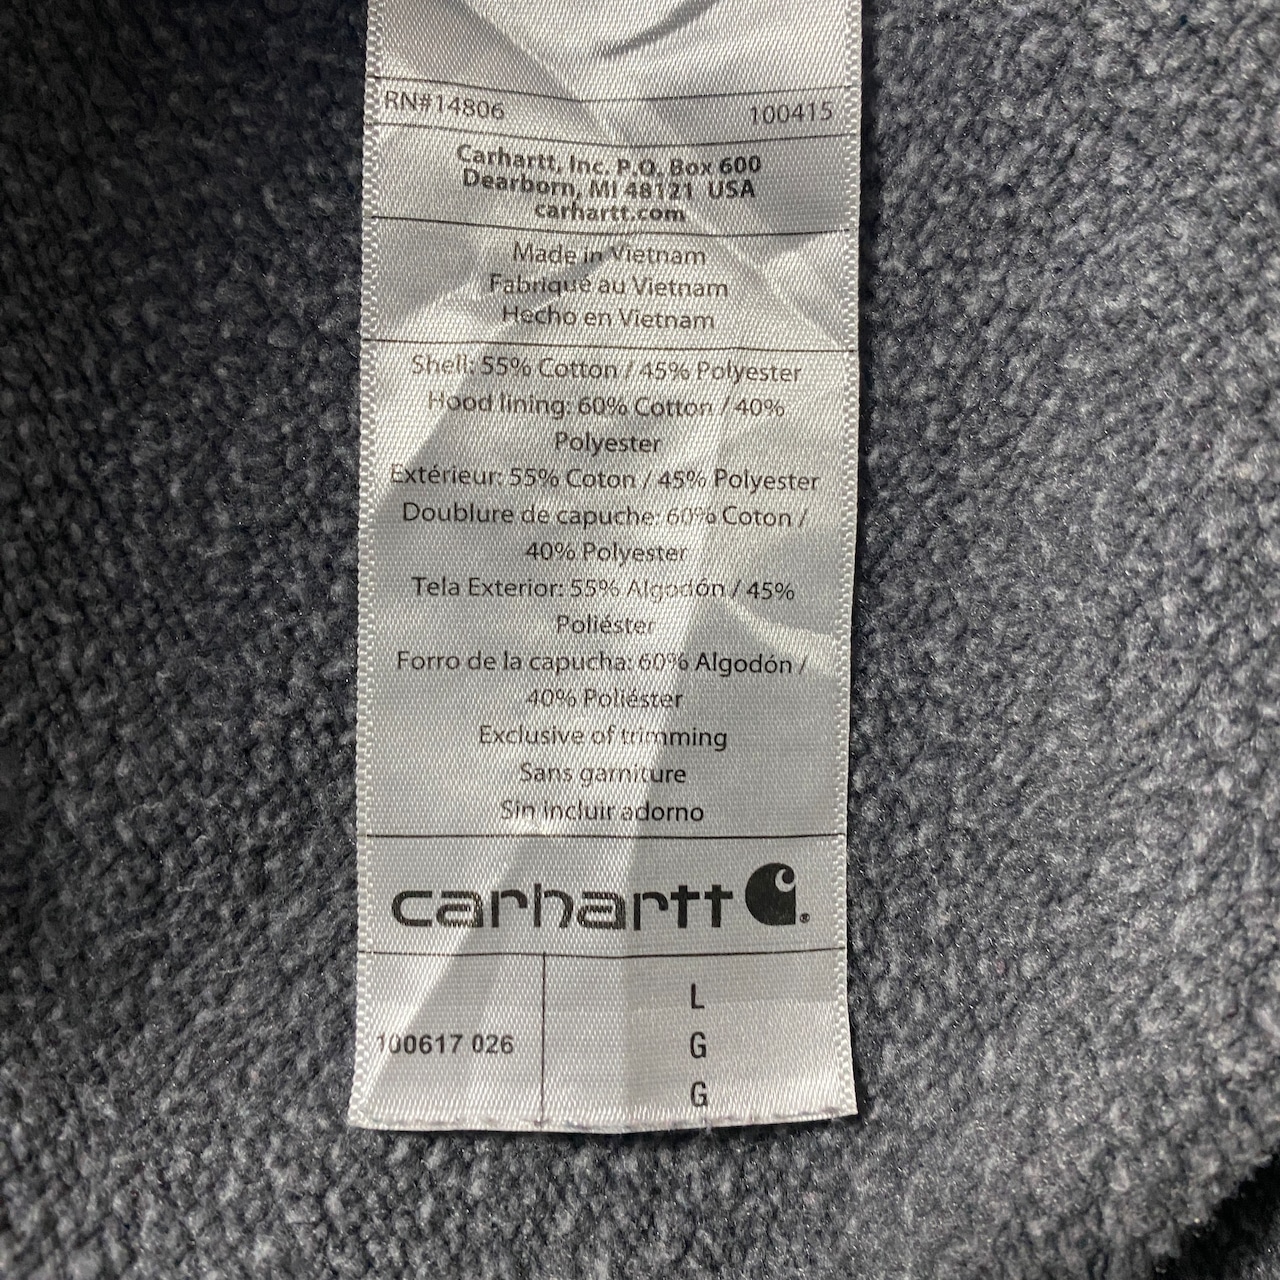 RN#14806 100415
Carhartt, Inc. P.O. Box 600
Dearborn, MI 48121 USA
carhartt.com
Made in Vietnam
Fabriqué au Vietnam
Hecho en Vietnam
Shell: 55% Cotton / 45% Polyester
Hood lining: 60% Cotton / 40%
Polyester
Extérieur: 55% Coton / 45% Polyester
Doublure de capuche: 60% Coton /
40% Polyester
Tela Exterior: 55% Algodón / 45%
Poliéster
Forro de la capucha: 60% Algodón /
40% Poliéster
Exclusive of trimming
Sans garniture
Sin incluir adorno
carhartt ®
L
100617 026 G
G